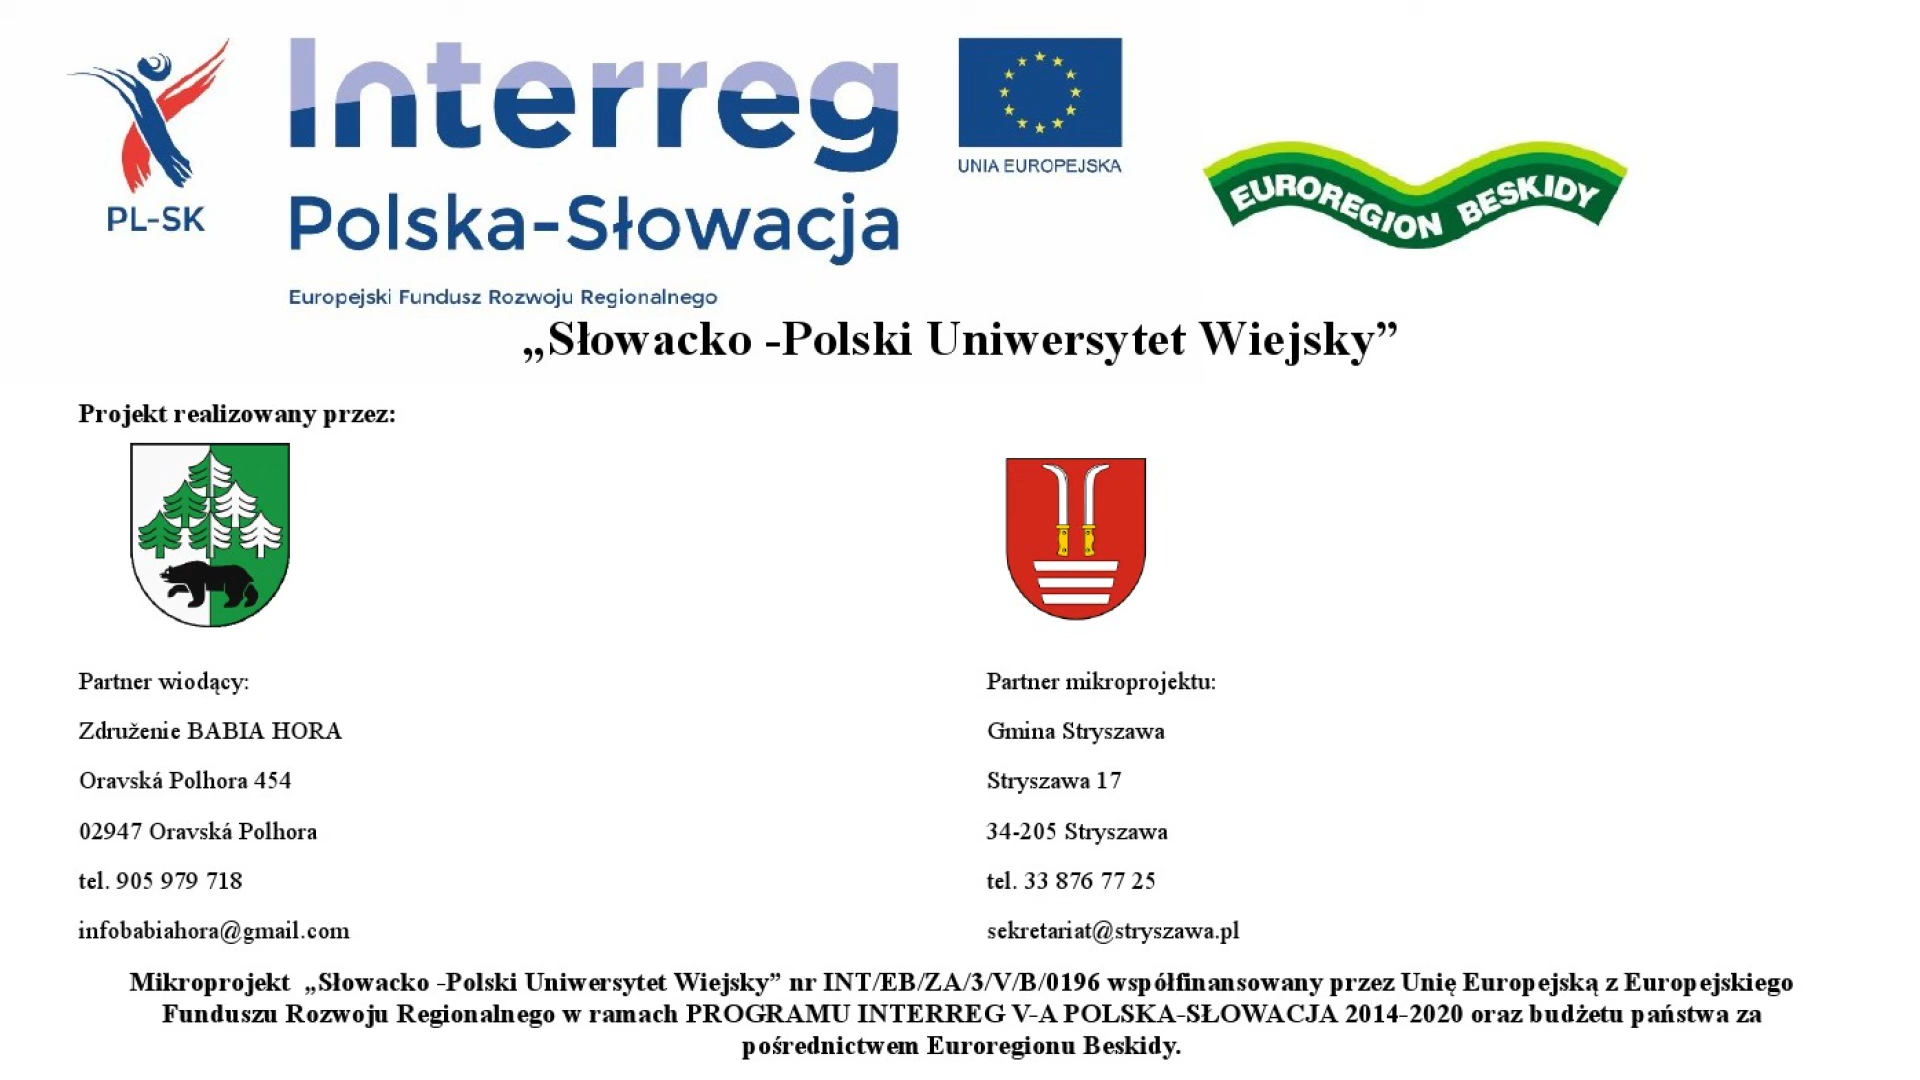 PL-SK
Interreg
Polska-Słowacja
Europejski Fundusz Rozwoju Regionalnego
UNIA EUROPEJSKA
EUROREGION BESKIDY
„Słowacko -Polski Uniwersytet Wiejsky”
Projekt realizowany przez:
Partner wiodący:
Združenie BABIA HORA
Oravská Polhora 454
02947 Oravská Polhora
tel. 905 979 718
infobabiahora@gmail.com
Partner mikroprojektu:
Gmina Stryszawa
Stryszawa 17
34-205 Stryszawa
tel. 33 876 77 25
sekretariat@stryszawa.pl
Mikroprojekt „Słowacko -Polski Uniwersytet Wiejsky” nr INT/EB/ZA/3/V/B/0196 współfinansowany przez Unię Europejską z Europejskiego
Funduszu Rozwoju Regionalnego w ramach PROGRAMU INTERREG V-A POLSKA-SŁOWACJA 2014-2020 oraz budżetu państwa za
pośrednictwem Euroregionu Beskidy.